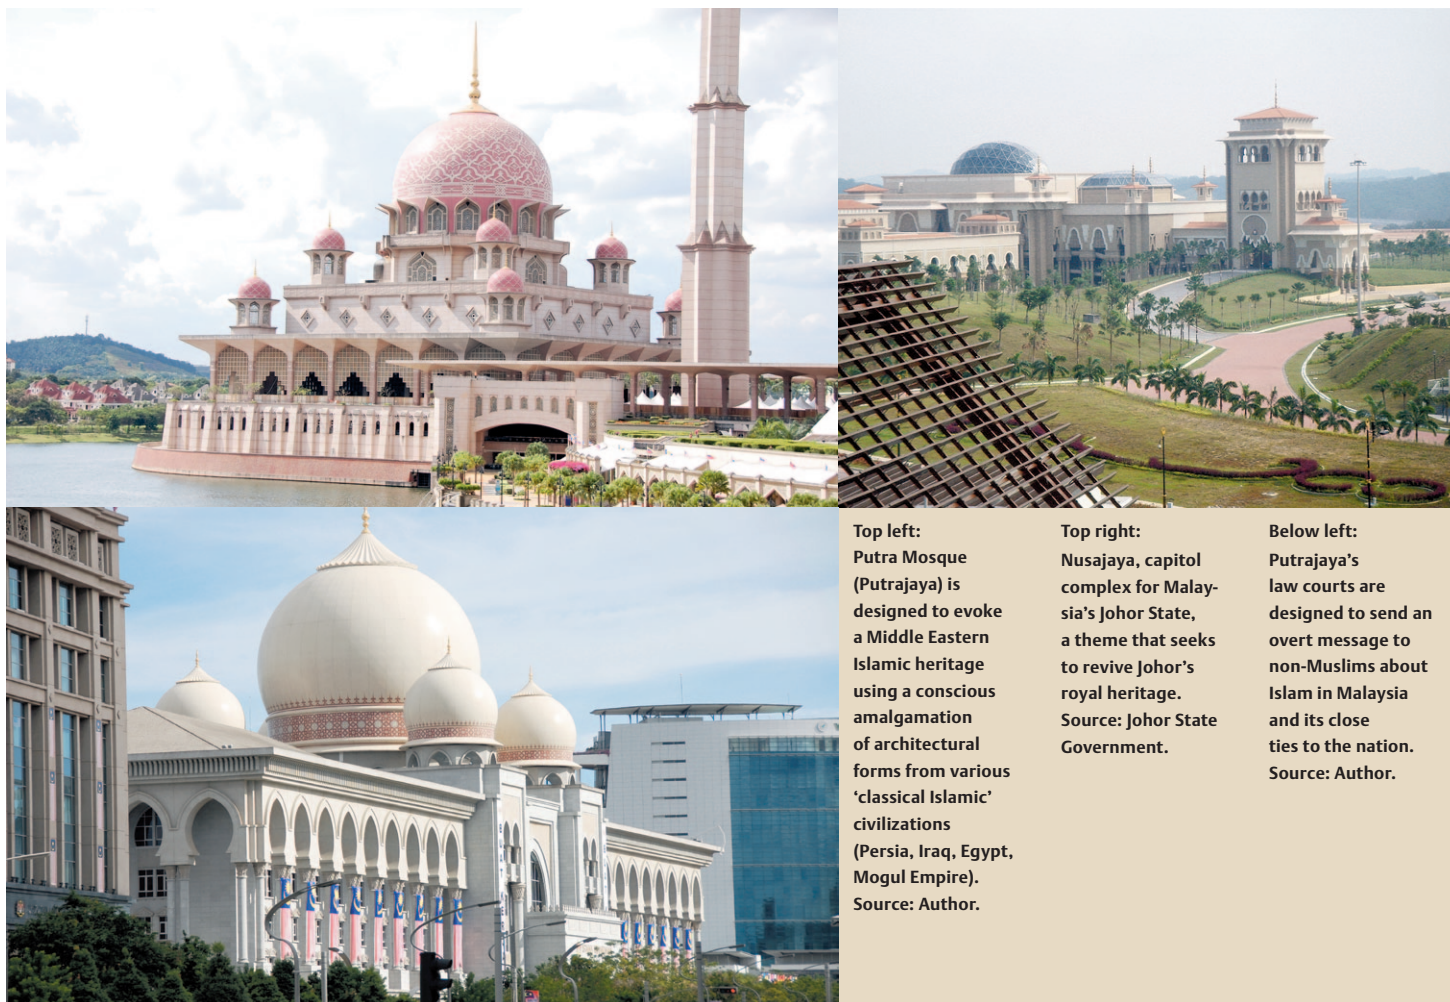 Top left:
Putra Mosque
(Putrajaya) is
designed to evoke
a Middle Eastern
Islamic heritage
using a conscious
amalgamation
of architectural
forms from various
‘classical Islamic’
civilizations
(Persia, Iraq, Egypt,
Mogul Empire).
Source: Author.
Top right:
Nusajaya, capitol
complex for Malay-
sia’s Johor State,
a theme that seeks
to revive Johor’s
royal heritage.
Source: Johor State
Government.
Below left:
Putrajaya’s
law courts are
designed to send an
overt message to
non-Muslims about
Islam in Malaysia
and its close
ties to the nation.
Source: Author.